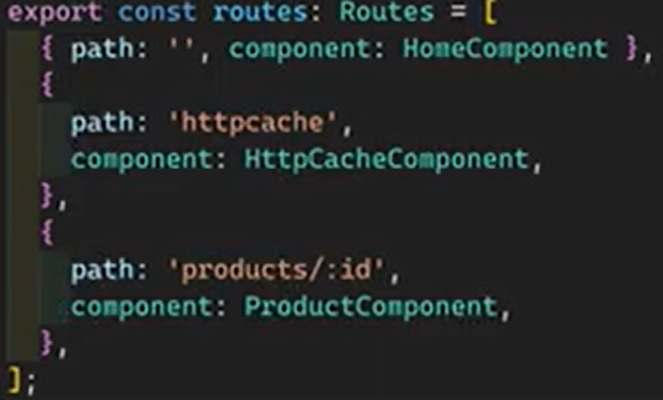 export const routes: Routes = [
  { path: '', component: HomeComponent },
  {
    path: 'httpcache',
    component: HttpCacheComponent,
  },
  {
    path: 'products/:id',
    component: ProductComponent,
  },
];